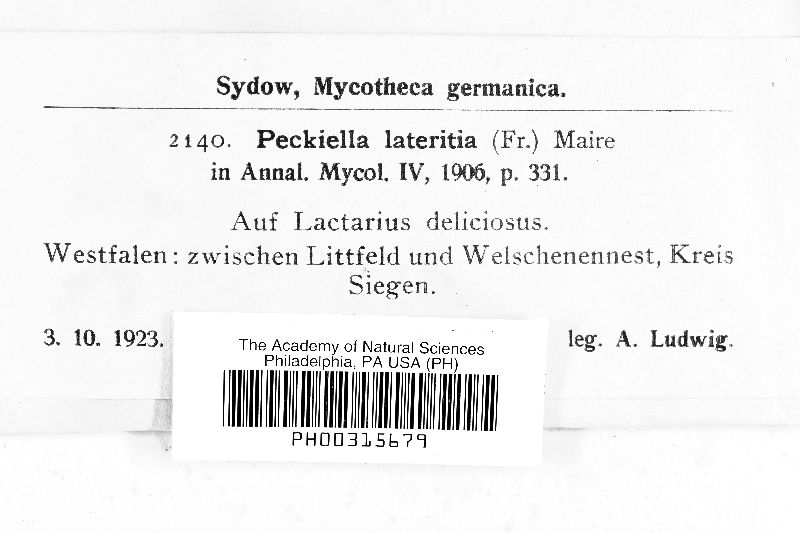 Sydow, Mycotheca germanica.
2140. Peckiella lateritia (Fr.) Maire
in Annal. Mycol. IV, 1906, p. 331.
Auf Lactarius deliciosus.
Westfalen: zwischen Littfeld und Welschenennest, Kreis
Siegen.
3. 10. 1923. leg. A. Ludwig.
The Academy of Natural Sciences
Philadelphia, PA USA (PH)
PH00315679